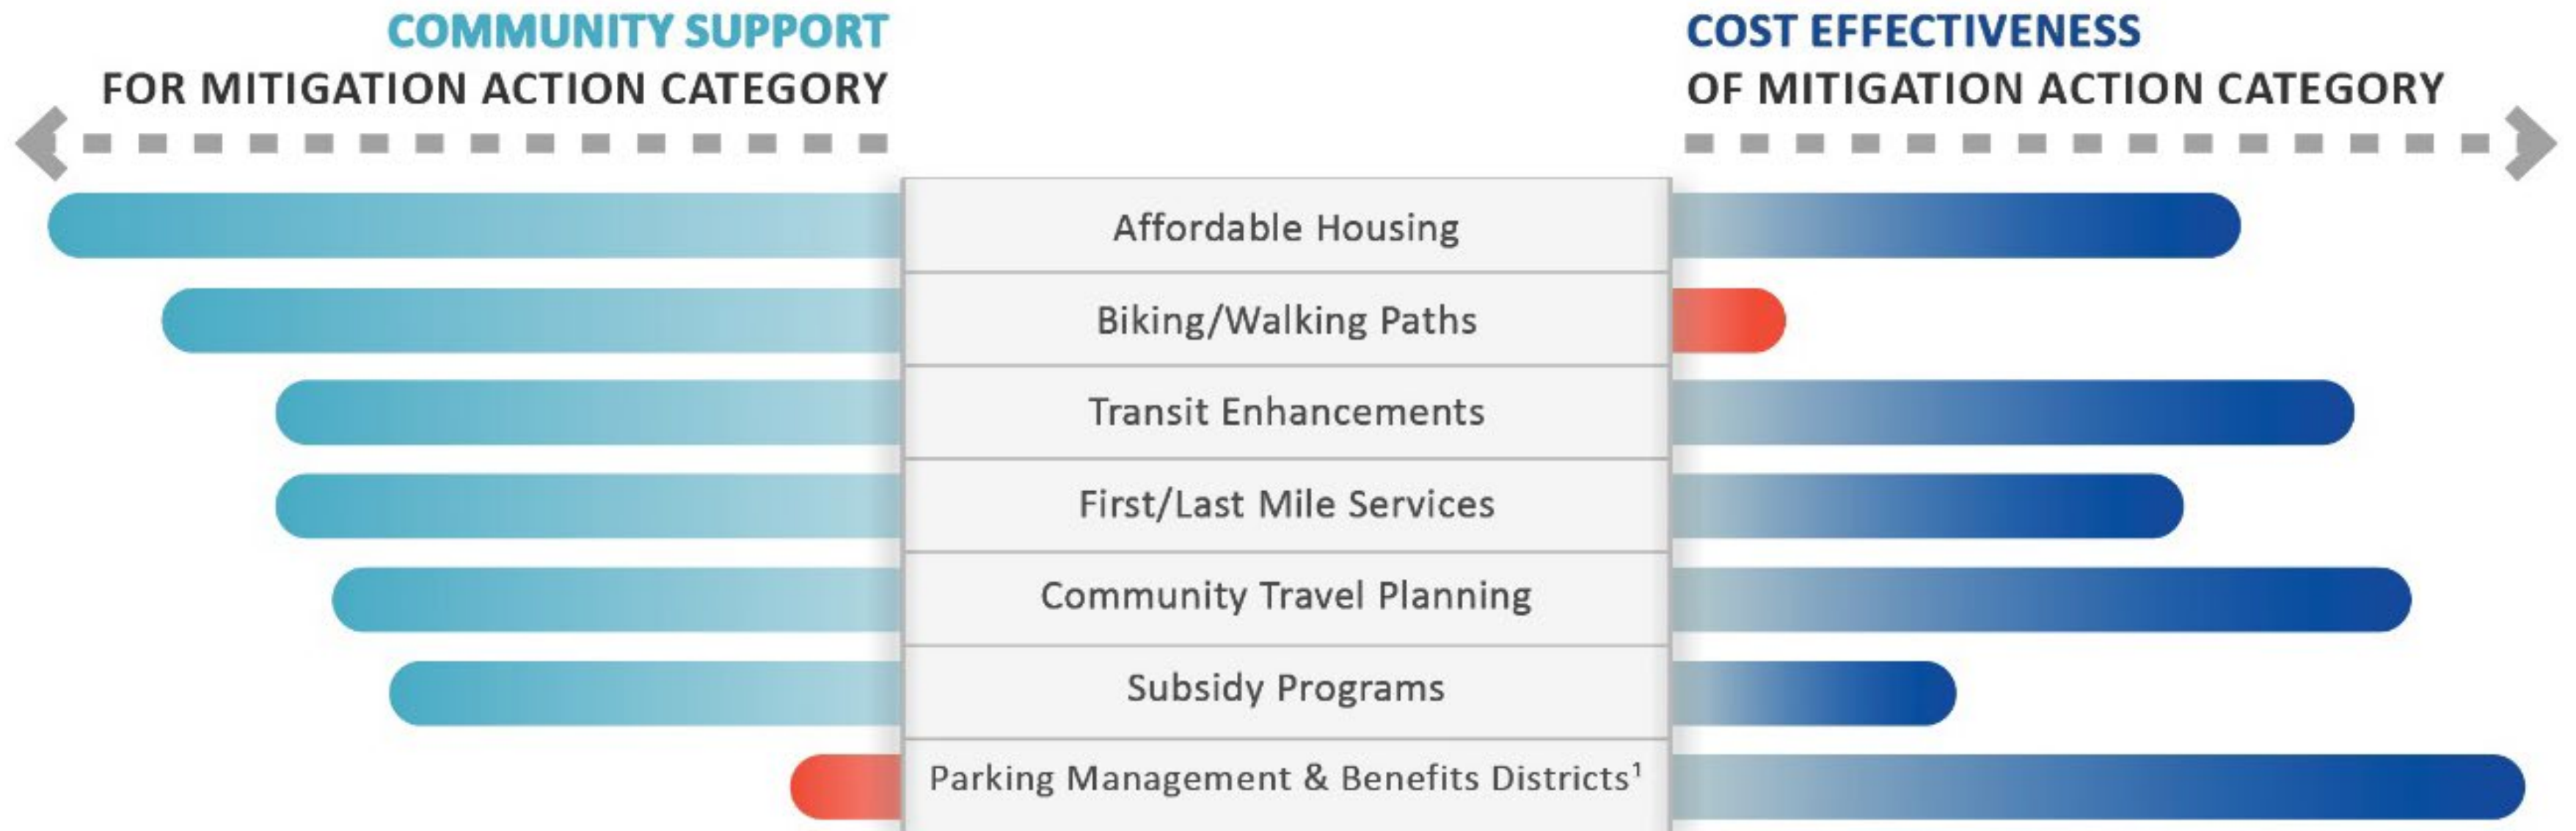 COMMUNITY SUPPORT
FOR MITIGATION ACTION CATEGORY
COST EFFECTIVENESS
OF MITIGATION ACTION CATEGORY
Affordable Housing
Biking/Walking Paths
Transit Enhancements
First/Last Mile Services
Community Travel Planning
Subsidy Programs
Parking Management & Benefits Districts¹